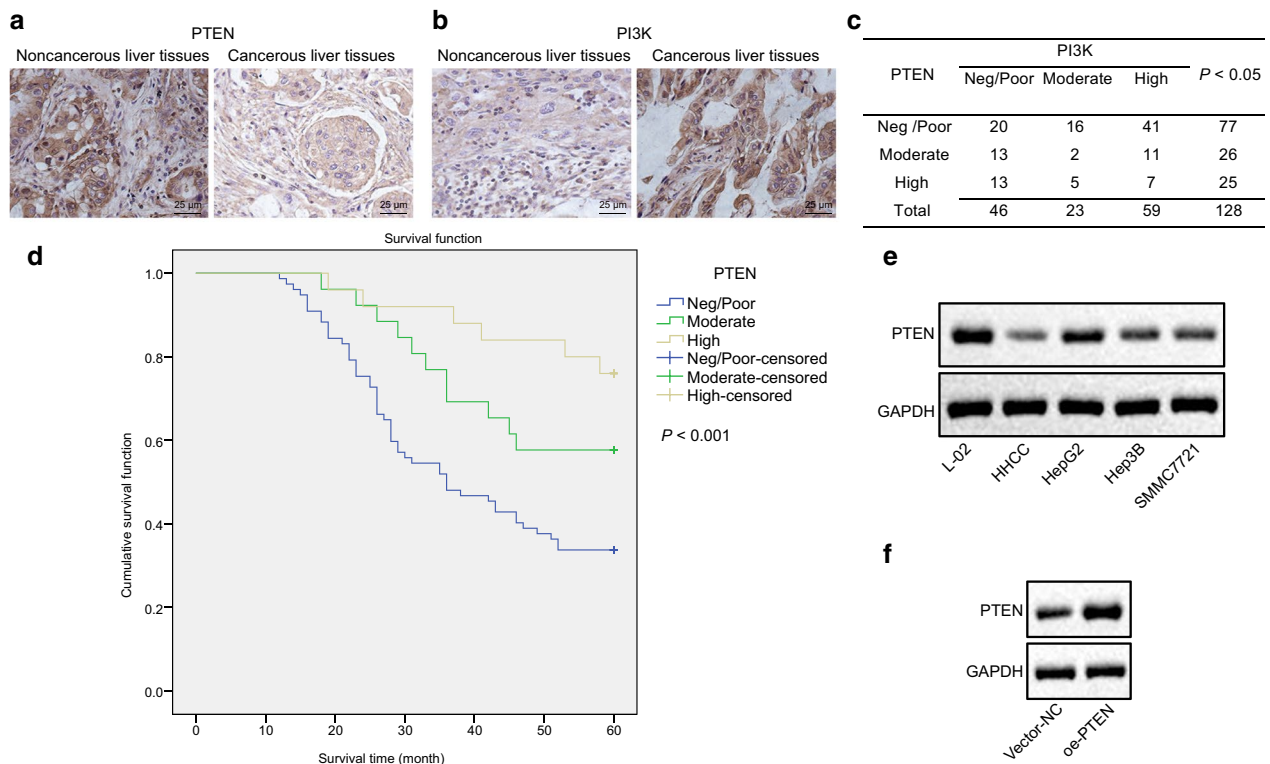 a
PTEN
Noncancerous liver tissues
Cancerous liver tissues
25 µm
25 µm
b
PI3K
Noncancerous liver tissues
Cancerous liver tissues
25 µm
25 µm
c
PTEN PI3K P < 0.05
Neg/Poor Moderate High
Neg /Poor 20 16 41 77
Moderate 13 2 11 26
High 13 5 7 25
Total 46 23 59 128
d
Survival function
Cumulative survival function
1.0
0.8
0.6
0.4
0.2
0.0
0 10 20 30 40 50 60
Survival time (month)
PTEN
Neg/Poor
Moderate
High
Neg/Poor-censored
Moderate-censored
High-censored
P < 0.001
e
PTEN
GAPDH
L-02 HHCC HepG2 Hep3B SMMC7721
f
PTEN
GAPDH
Vector-NC oe-PTEN